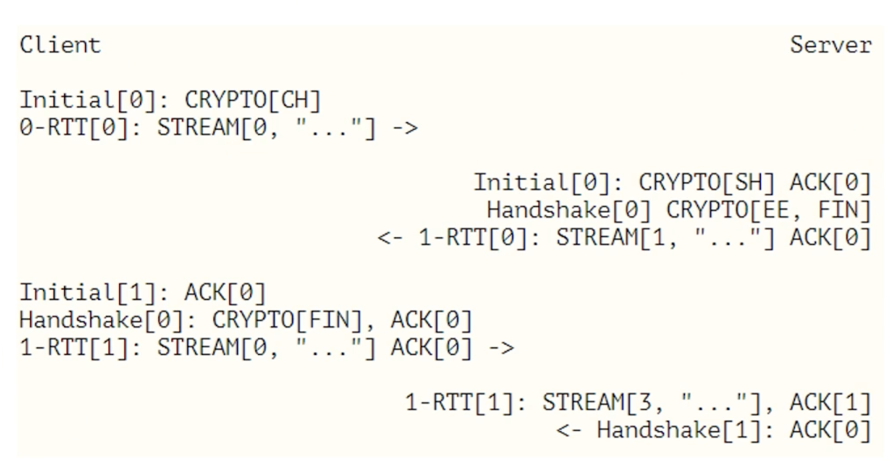 Client Server
Initial[0]: CRYPTO[CH]
0-RTT[0]: STREAM[0, "..."] ->
Initial[0]: CRYPTO[SH] ACK[0]
Handshake[0] CRYPTO[EE, FIN]
<- 1-RTT[0]: STREAM[1, "..."] ACK[0]
Initial[1]: ACK[0]
Handshake[0]: CRYPTO[FIN], ACK[0]
1-RTT[1]: STREAM[0, "..."] ACK[0] ->
1-RTT[1]: STREAM[3, "..."], ACK[1]
<- Handshake[1]: ACK[0]